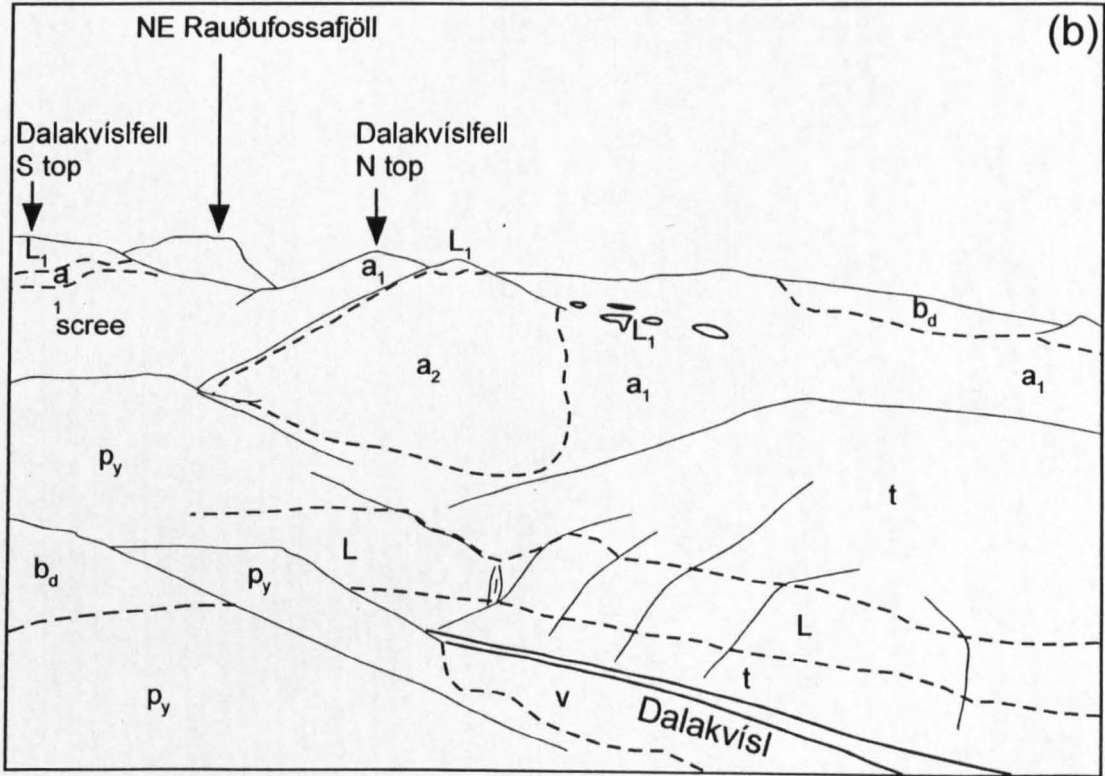 (b)
NE Rauðufossafjöll
Dalakvíslfell
S top
Dalakvíslfell
N top
L₁
L₁
a₁
a
₁
scree
L₁
b_d
a₂
a₁
a₁
p_y
t
L
b_d
p_y
L
t
p_y
v
Dalakvísl